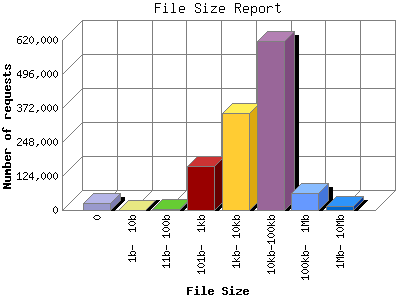 File Size Report
620,000
496,000
372,000
248,000
124,000
0
Number of requests
0
1b- 10b
11b- 100b
101b- 1kb
1kb- 10kb
10kb-100kb
100kb- 1Mb
1Mb- 10Mb
File Size